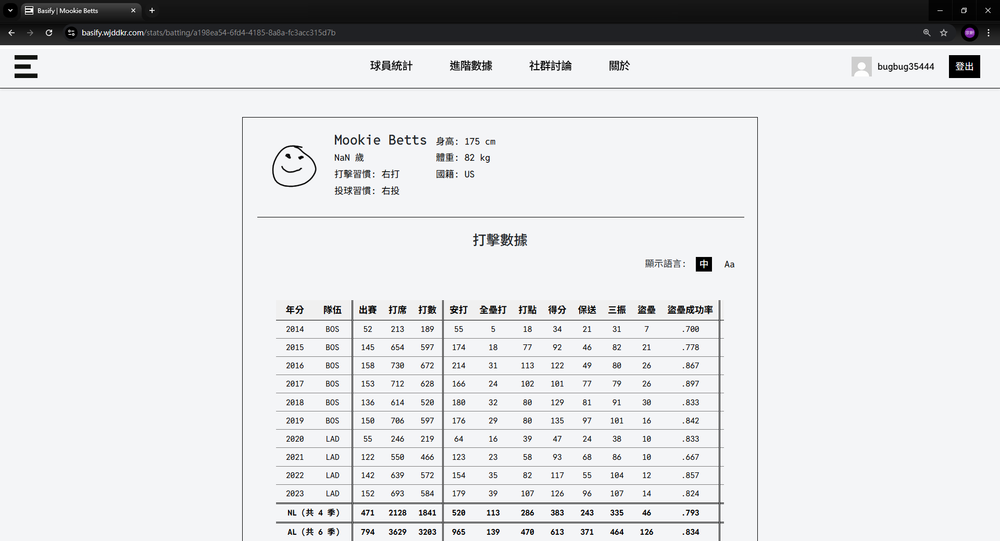 Basify | Mookie Betts
basify.wjddkr.com/stats/batting/a198ea54-6fd4-4185-8a8a-fc3acc315d7b
宗軒
球員統計 進階數據 社群討論 關於 bugbug35444 登出
Mookie Betts 身高: 175 cm
NaN 歲 體重: 82 kg
打擊習慣: 右打 國籍: US
投球習慣: 右投
打擊數據
顯示語言: 中 Aa
年分 隊伍 出賽 打席 打數 安打 全壘打 打點 得分 保送 三振 盜壘 盜壘成功率
2014 BOS 52 213 189 55 5 18 34 21 31 7 .700
2015 BOS 145 654 597 174 18 77 92 46 82 21 .778
2016 BOS 158 730 672 214 31 113 122 49 80 26 .867
2017 BOS 153 712 628 166 24 102 101 77 79 26 .897
2018 BOS 136 614 520 180 32 80 129 81 91 30 .833
2019 BOS 150 706 597 176 29 80 135 97 101 16 .842
2020 LAD 55 246 219 64 16 39 47 24 38 10 .833
2021 LAD 122 550 466 123 23 58 93 68 86 10 .667
2022 LAD 142 639 572 154 35 82 117 55 104 12 .857
2023 LAD 152 693 584 179 39 107 126 96 107 14 .824
NL (共 4 季) 471 2128 1841 520 113 286 383 243 335 46 .793
AL (共 6 季) 794 3629 3203 965 139 470 613 371 464 126 .834